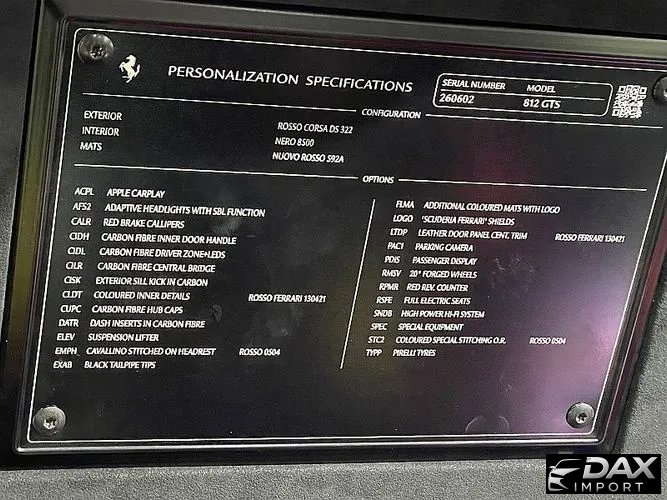 PERSONALIZATION SPECIFICATIONS
SERIAL NUMBER MODEL
260602 812 GTS
CONFIGURATION
EXTERIOR ROSSO CORSA DS 322
INTERIOR NERO 8500
MATS NUOVO ROSSO 592A
OPTIONS
ACPL APPLE CARPLAY
AFS2 ADAPTIVE HEADLIGHTS WITH SBL FUNCTION
CALR RED BRAKE CALLIPERS
CIDH CARBON FIBRE INNER DOOR HANDLE
CIDL CARBON FIBRE DRIVER ZONE+LEDS
CILR CARBON FIBRE CENTRAL BRIDGE
CISK EXTERIOR SILL KICK IN CARBON
CLDT COLOURED INNER DETAILS ROSSO FERRARI 130421
CUPC CARBON FIBRE HUB CAPS
DATR DASH INSERTS IN CARBON FIBRE
ELEV SUSPENSION LIFTER
EMPH CAVALLINO STITCHED ON HEADREST ROSSO 0504
EXAB BLACK TAILPIPE TIPS
FLMA ADDITIONAL COLOURED MATS WITH LOGO
LOGO 'SCUDERIA FERRARI' SHIELDS
LTDP LEATHER DOOR PANEL CENT. TRIM ROSSO FERRARI 130421
PAC1 PARKING CAMERA
PDIS PASSENGER DISPLAY
RMSV 20" FORGED WHEELS
RPMR RED REV. COUNTER
RSFE FULL ELECTRIC SEATS
SNDB HIGH POWER HI-FI SYSTEM
SPEC SPECIAL EQUIPMENT
STC2 COLOURED SPECIAL STITCHING O.R. ROSSO 0504
TYPP PIRELLI TYRES
DAX
IMPORT